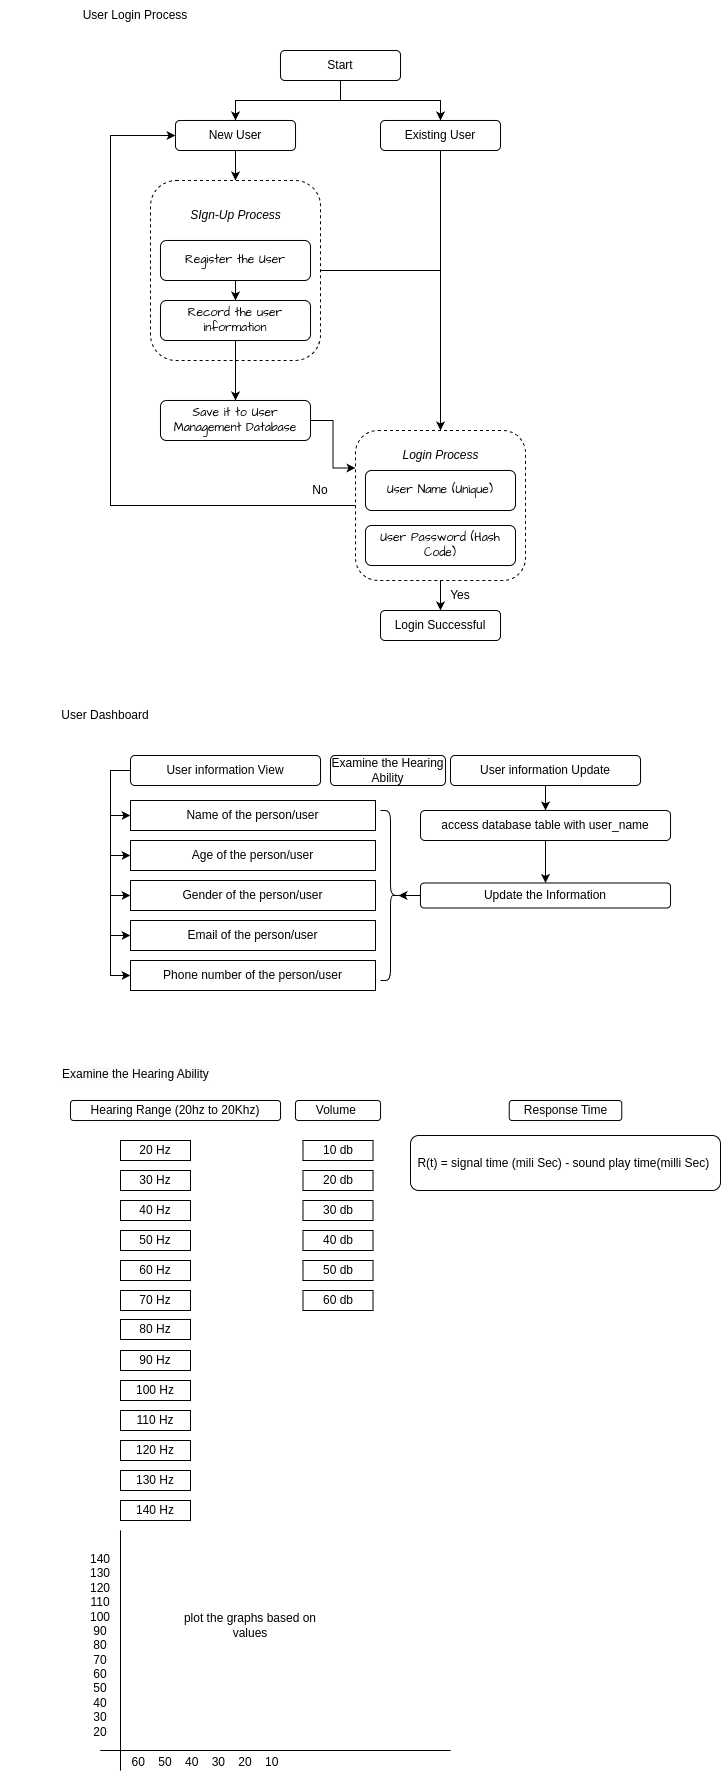 User Login Process
Start
New User
Existing User
SIgn-Up Process
Register the User
Record the user
information
Save it to User
Management Database
Login Process
User Name (Unique)
No
User Password (Hash
Code)
Yes
Login Successful
User Dashboard
User information View
Examine the Hearing
Ability
User information Update
Name of the person/user
access database table with user_name
Age of the person/user
Gender of the person/user
Update the Information
Email of the person/user
Phone number of the person/user
Examine the Hearing Ability
Hearing Range (20hz to 20Khz)
Volume
Response Time
20 Hz
10 db
R(t) = signal time (mili Sec) - sound play time(milli Sec)
30 Hz
20 db
40 Hz
30 db
50 Hz
40 db
60 Hz
50 db
70 Hz
60 db
80 Hz
90 Hz
100 Hz
110 Hz
120 Hz
130 Hz
140 Hz
140
130
120
110
100
90
80
70
60
50
40
30
20
plot the graphs based on
values
60 50 40 30 20 10